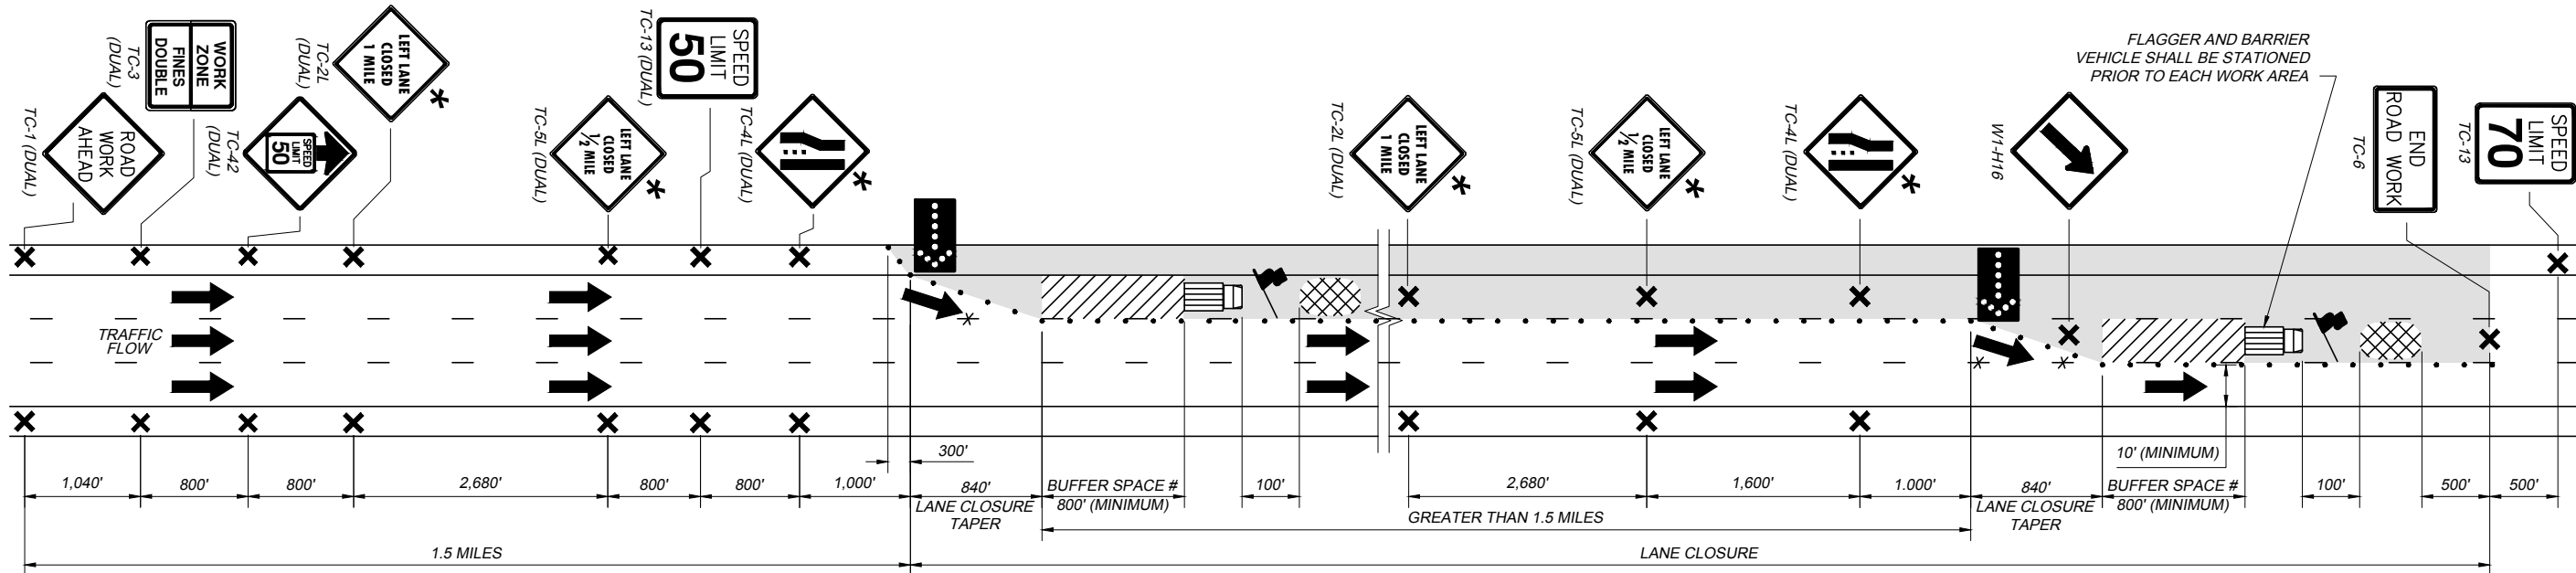 ROAD
WORK
AHEAD
TC-1 (DUAL)
WORK
ZONE
FINES
DOUBLE
TC-3
(DUAL)
SPEED
LIMIT
50
TC-42
(DUAL)
LEFT LANE
CLOSED
1 MILE
*
TC-2L
(DUAL)
LEFT LANE
CLOSED
1/2 MILE
*
TC-5L (DUAL)
SPEED
LIMIT
50
TC-13 (DUAL)
*
TC-4L (DUAL)
LEFT LANE
CLOSED
1 MILE
*
TC-2L (DUAL)
LEFT LANE
CLOSED
1/2 MILE
*
TC-5L (DUAL)
*
TC-4L (DUAL)
W1-H16
FLAGGER AND BARRIER
VEHICLE SHALL BE STATIONED
PRIOR TO EACH WORK AREA
END
ROAD WORK
TC-6
SPEED
LIMIT
70
TC-13
TRAFFIC
FLOW
1,040'
800'
800'
2,680'
800'
800'
1,000'
300'
840'
LANE CLOSURE
TAPER
BUFFER SPACE #
800' (MINIMUM)
100'
2,680'
1,600'
1.000'
840'
LANE CLOSURE
TAPER
10' (MINIMUM)
BUFFER SPACE #
800' (MINIMUM)
100'
500'
500'
GREATER THAN 1.5 MILES
1.5 MILES
LANE CLOSURE